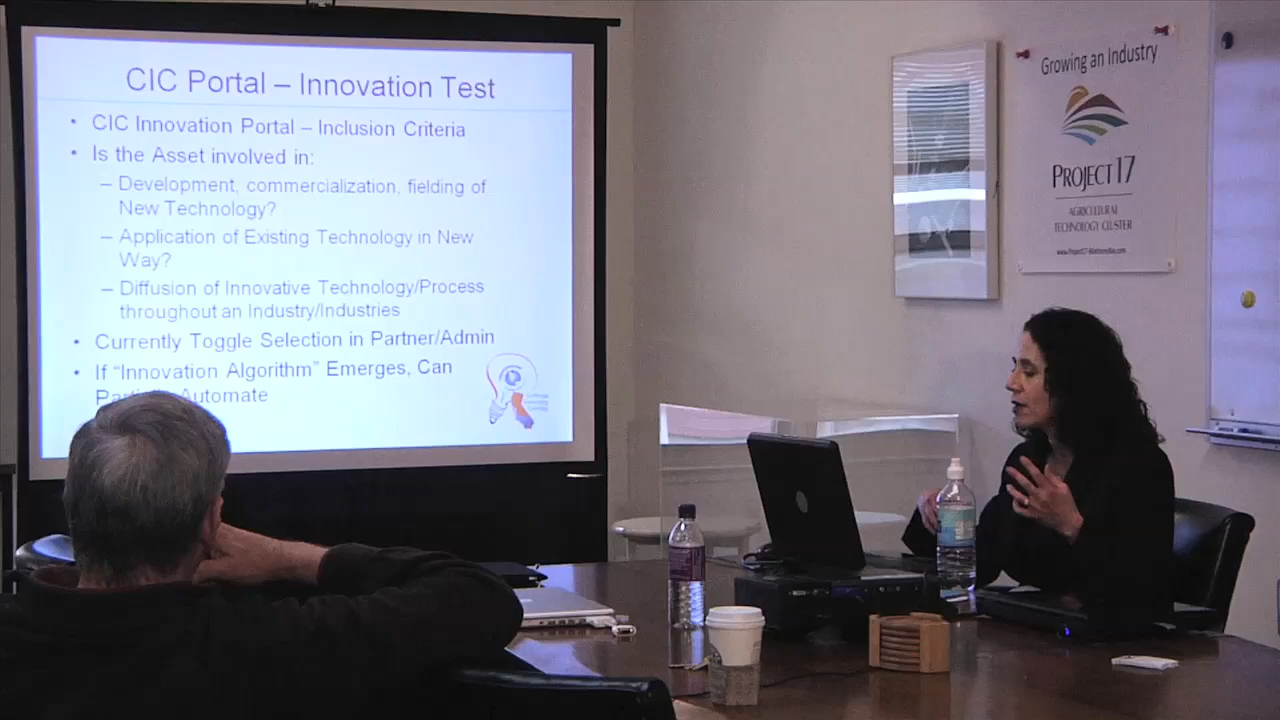 CIC Portal – Innovation Test
• CIC Innovation Portal – Inclusion Criteria
• Is the Asset involved in:
– Development, commercialization, fielding of
New Technology?
– Application of Existing Technology in New
Way?
– Diffusion of Innovative Technology/Process
throughout an Industry/Industries
• Currently Toggle Selection in Partner/Admin
• If “Innovation Algorithm” Emerges, Can
Automate
Growing an Industry
PROJECT 17
AGRICULTURAL
TECHNOLOGY CLUSTER